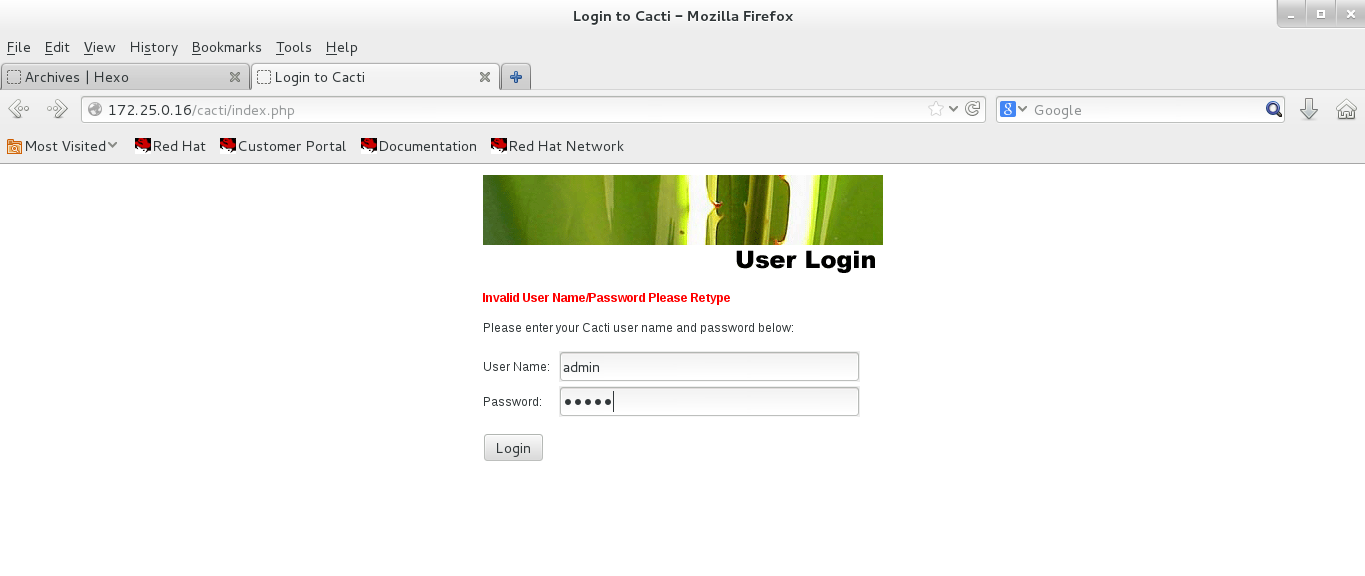 Login to Cacti - Mozilla Firefox
File Edit View History Bookmarks Tools Help
Archives | Hexo Login to Cacti
172.25.0.16/cacti/index.php 8 Google
Most Visited Red Hat Customer Portal Documentation Red Hat Network
User Login
Invalid User Name/Password Please Retype
Please enter your Cacti user name and password below:
User Name: admin
Password: •••••
Login